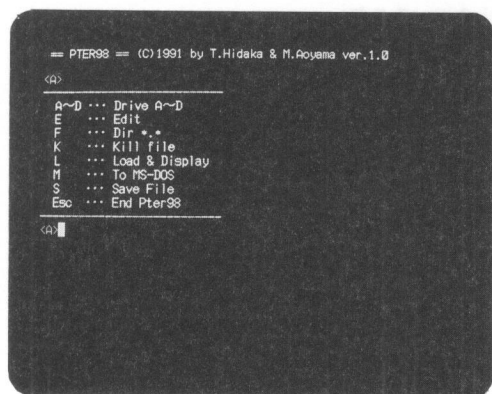 == PTER98 == (C)1991 by T.Hidaka & M.Aoyama ver.1.0
<A>
A～D ··· Drive A～D
E ··· Edit
F ··· Dir *.*
K ··· Kill file
L ··· Load & Display
M ··· To MS-DOS
S ··· Save File
Esc ··· End Pter98
<A>